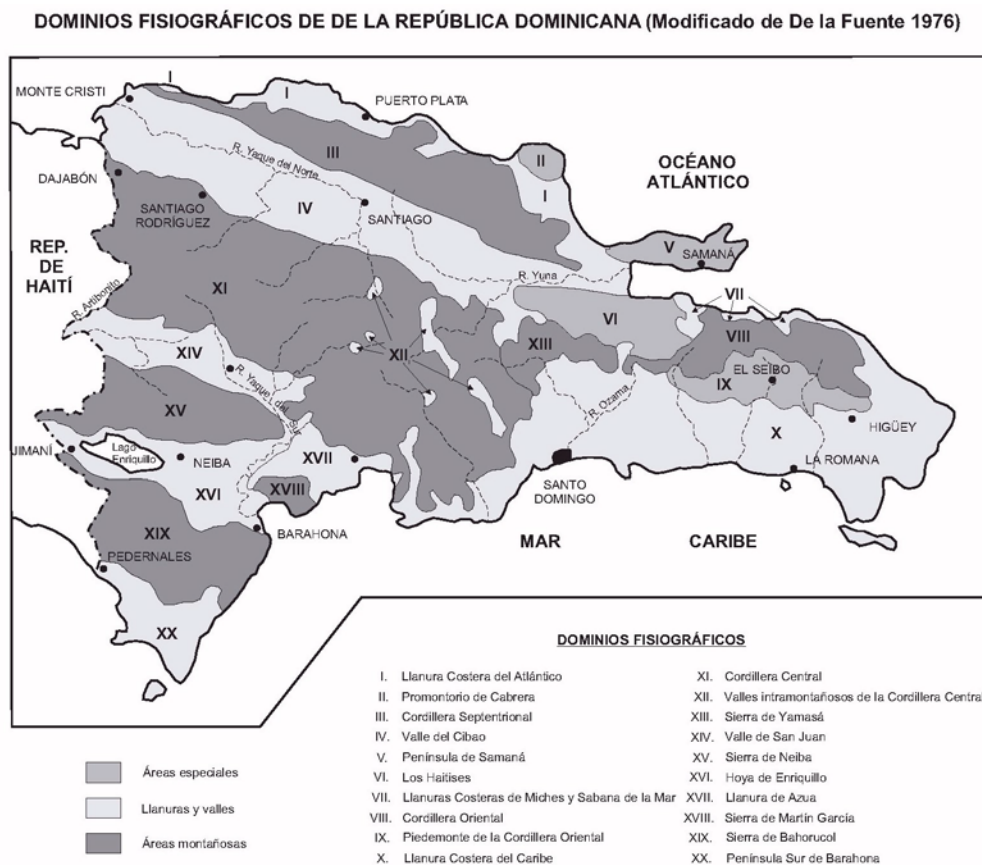 DOMINIOS FISIOGRÁFICOS DE DE LA REPÚBLICA DOMINICANA (Modificado de De la Fuente 1976)
I
MONTE CRISTI
I
PUERTO PLATA
III
II
OCÉANO
ATLÁNTICO
R. Yaque del Norte
DAJABÓN
I
SANTIAGO
RODRÍGUEZ
IV
SANTIAGO
REP.
DE
HAITÍ
V
SAMANÁ
R. Yuna
XI
VII
R. Artibonito
VI
VIII
XIII
XIV
XII
EL SEIBO
IX
R. Yaque del Sur
R. Ozama
XV
HIGÜEY
X
JIMANÍ
Lago
Enriquillo
NEIBA
XVII
LA ROMANA
SANTO
DOMINGO
XVI
XVIII
XIX
BARAHONA
MAR
CARIBE
PEDERNALES
XX
DOMINIOS FISIOGRÁFICOS
I. Llanura Costera del Atlántico
II. Promontorio de Cabrera
III. Cordillera Septentrional
IV. Valle del Cibao
V. Península de Samaná
VI. Los Haitises
VII. Llanuras Costeras de Miches y Sabana de la Mar
VIII. Cordillera Oriental
IX. Piedemonte de la Cordillera Oriental
X. Llanura Costera del Caribe
XI. Cordillera Central
XII. Valles intramontañosos de la Cordillera Central
XIII. Sierra de Yamasá
XIV. Valle de San Juan
XV. Sierra de Neiba
XVI. Hoya de Enriquillo
XVII. Llanura de Azua
XVIII. Sierra de Martín García
XIX. Sierra de Bahorucol
XX. Península Sur de Barahona
Áreas especiales
Llanuras y valles
Áreas montañosas